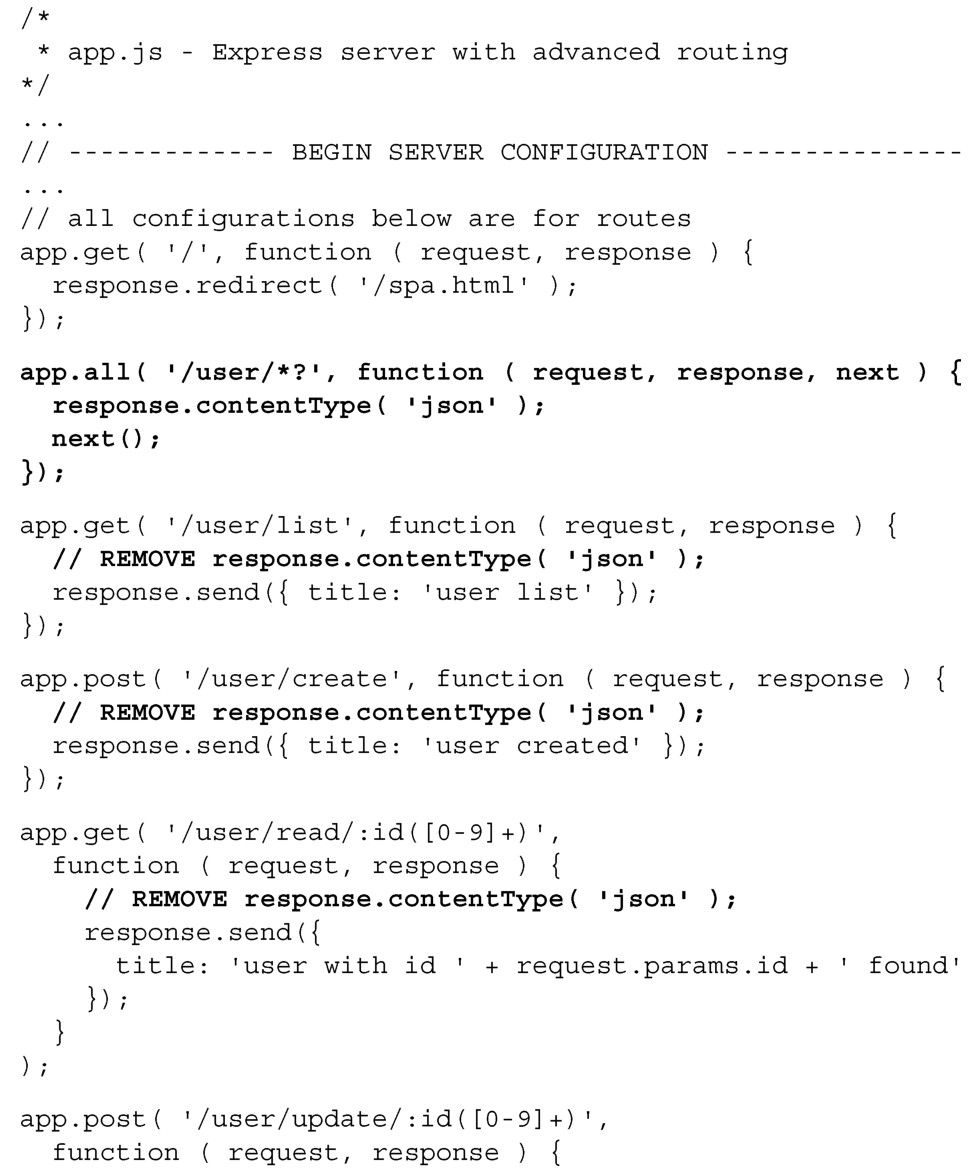 /*
 * app.js - Express server with advanced routing
*/
...
// ------------- BEGIN SERVER CONFIGURATION ---------------
...
// all configurations below are for routes
app.get( '/', function ( request, response ) {
  response.redirect( '/spa.html' );
});

app.all( '/user/*?', function ( request, response, next ) {
  response.contentType( 'json' );
  next();
});

app.get( '/user/list', function ( request, response ) {
  // REMOVE response.contentType( 'json' );
  response.send({ title: 'user list' });
});

app.post( '/user/create', function ( request, response ) {
  // REMOVE response.contentType( 'json' );
  response.send({ title: 'user created' });
});

app.get( '/user/read/:id([0-9]+)',
  function ( request, response ) {
    // REMOVE response.contentType( 'json' );
    response.send({
      title: 'user with id ' + request.params.id + ' found'
    });
  }
);

app.post( '/user/update/:id([0-9]+)',
  function ( request, response ) {